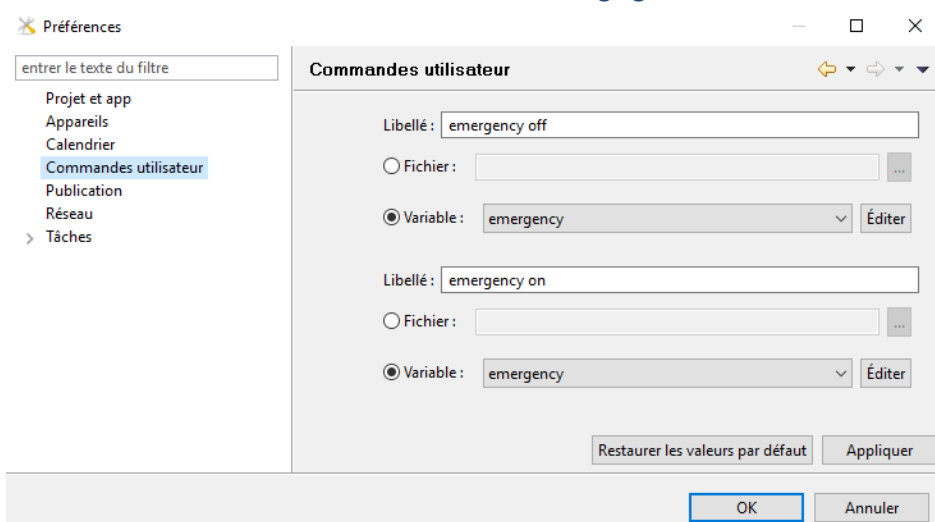 Préférences
entrer le texte du filtre
Projet et app
Appareils
Calendrier
Commandes utilisateur
Publication
Réseau
Tâches
Commandes utilisateur
Libellé : emergency off
Fichier :
...
Variable : emergency Éditer
Libellé : emergency on
Fichier :
...
Variable : emergency Éditer
Restaurer les valeurs par défaut Appliquer
OK Annuler